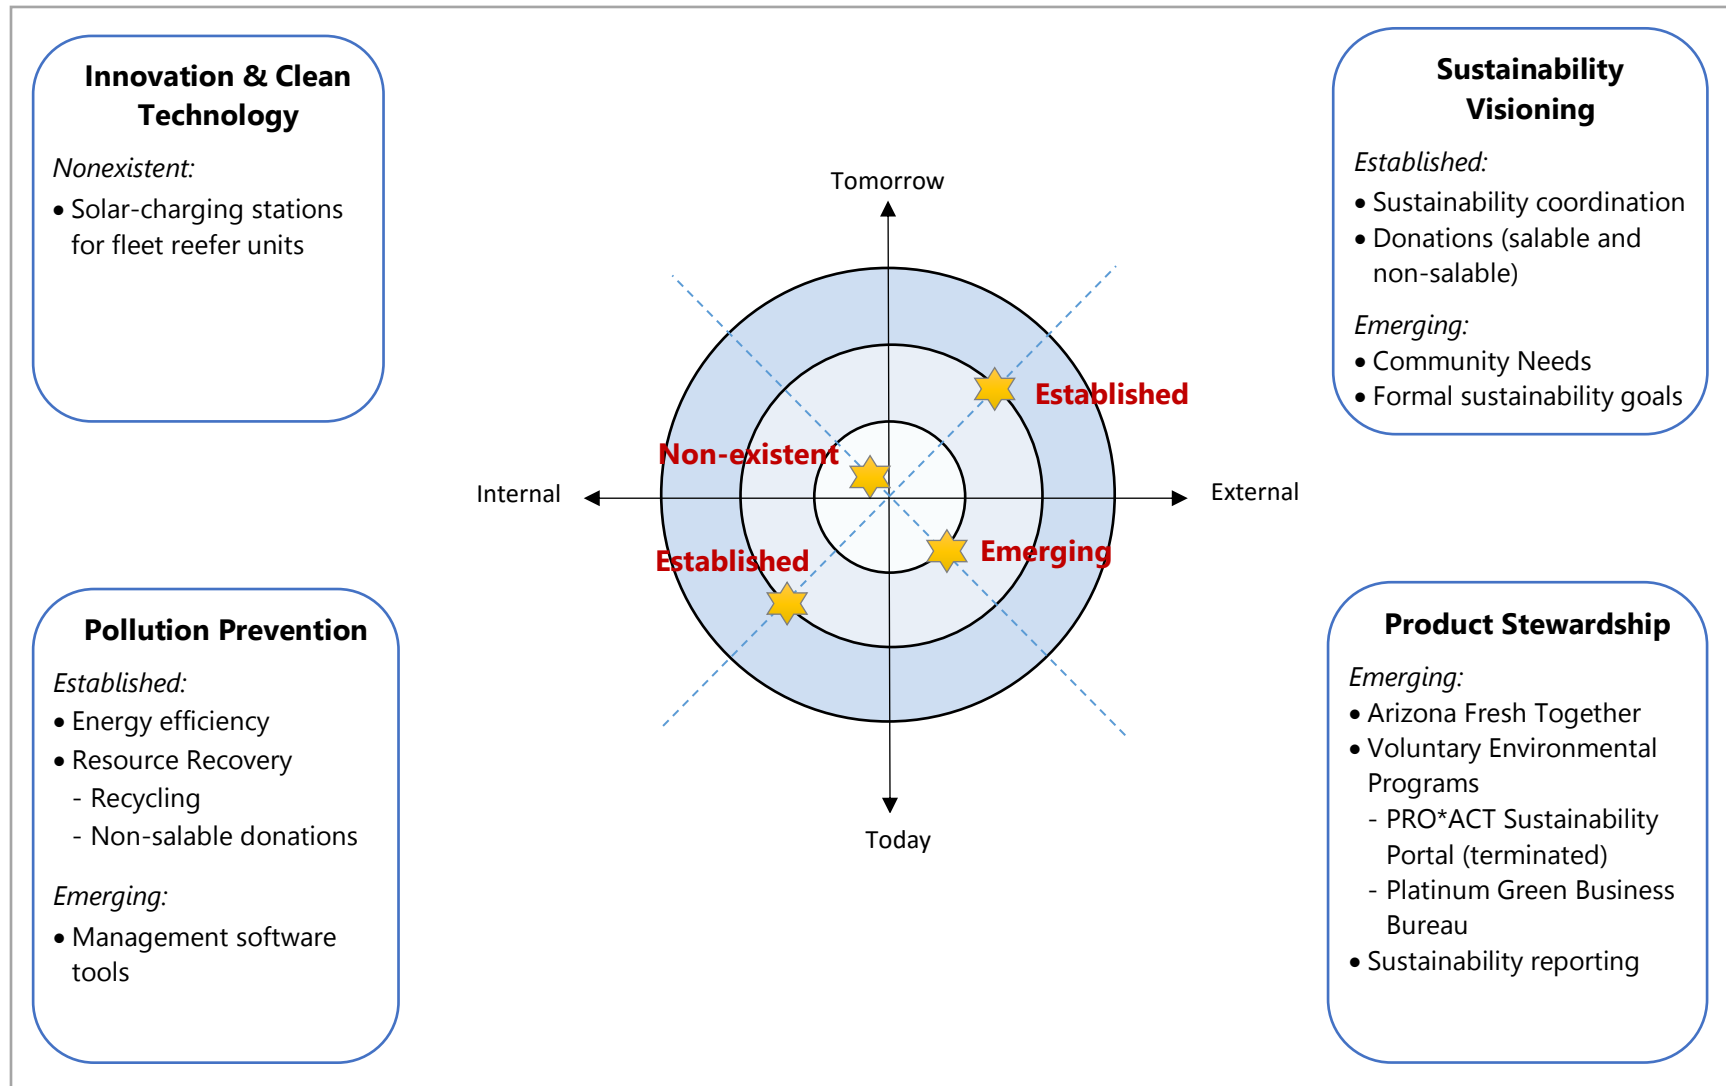 Innovation & Clean
Technology
Nonexistent:
• Solar-charging stations
for fleet reefer units
Sustainability
Visioning
Established:
• Sustainability coordination
• Donations (salable and
non-salable)
Emerging:
• Community Needs
• Formal sustainability goals
Tomorrow
Established
Non-existent
Internal
External
Established
Emerging
Today
Pollution Prevention
Established:
• Energy efficiency
• Resource Recovery
- Recycling
- Non-salable donations
Emerging:
• Management software
tools
Product Stewardship
Emerging:
• Arizona Fresh Together
• Voluntary Environmental
Programs
- PRO*ACT Sustainability
Portal (terminated)
- Platinum Green Business
Bureau
• Sustainability reporting